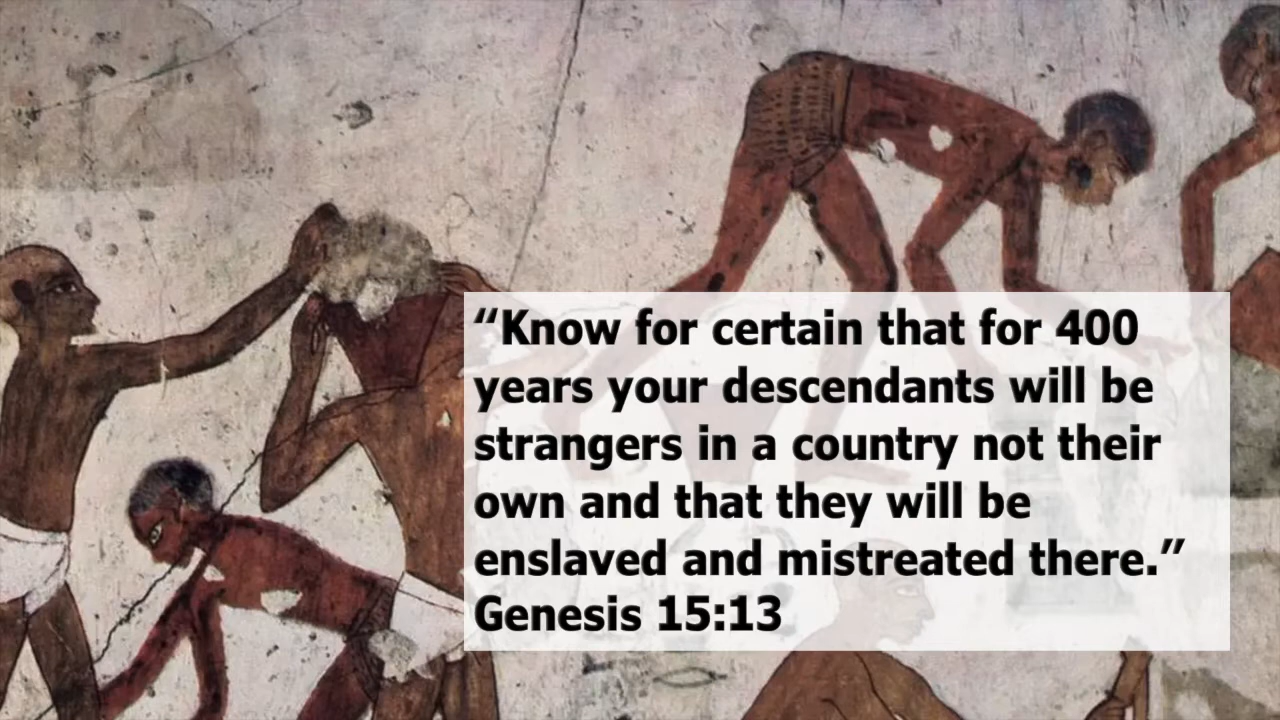 “Know for certain that for 400
years your descendants will be
strangers in a country not their
own and that they will be
enslaved and mistreated there.”
Genesis 15:13